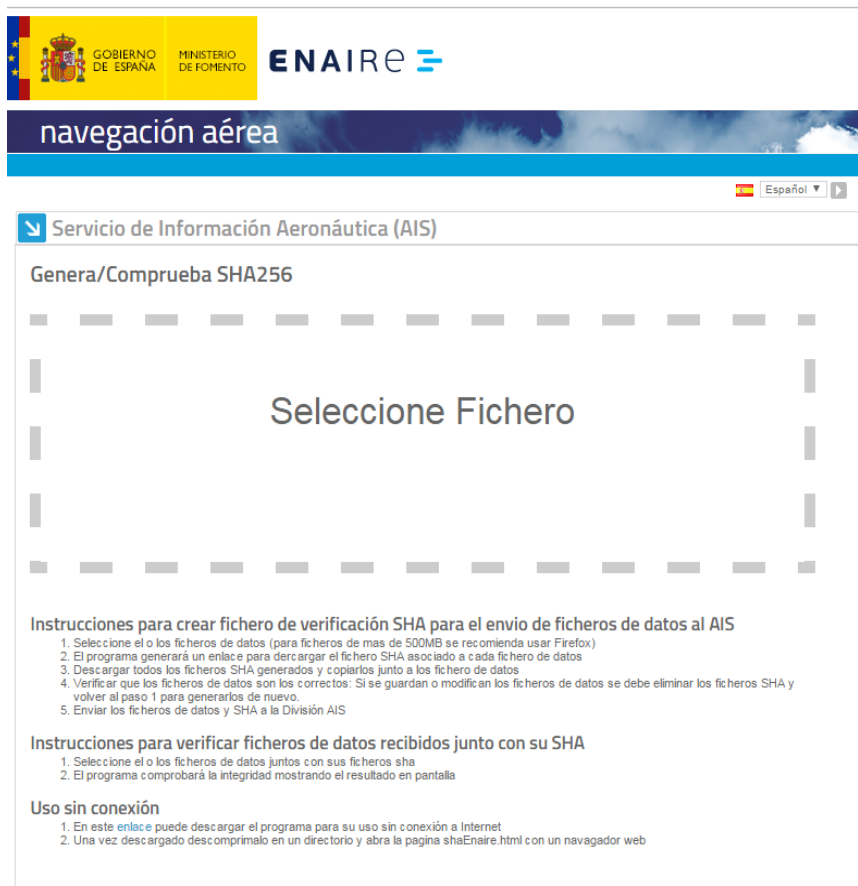 GOBIERNO
DE ESPAÑA
MINISTERIO
DE FOMENTO
ENAIRe
navegación aérea
Español
Servicio de Información Aeronáutica (AIS)
Genera/Comprueba SHA256
Seleccione Fichero
Instrucciones para crear fichero de verificación SHA para el envio de ficheros de datos al AIS
1. Seleccione el o los ficheros de datos (para ficheros de mas de 500MB se recomienda usar Firefox)
2. El programa generará un enlace para dercargar el fichero SHA asociado a cada fichero de datos
3. Descargar todos los ficheros SHA generados y copiarlos junto a los fichero de datos
4. Verificar que los ficheros de datos son los correctos: Si se guardan o modifican los ficheros de datos se debe eliminar los ficheros SHA y
volver al paso 1 para generarlos de nuevo.
5. Enviar los ficheros de datos y SHA a la División AIS
Instrucciones para verificar ficheros de datos recibidos junto con su SHA
1. Seleccione el o los ficheros de datos juntos con sus ficheros sha
2. El programa comprobará la integridad mostrando el resultado en pantalla
Uso sin conexión
1. En este enlace puede descargar el programa para su uso sin conexión a Internet
2. Una vez descargado descomprimalo en un directorio y abra la pagina shaEnaire.html con un navagador web